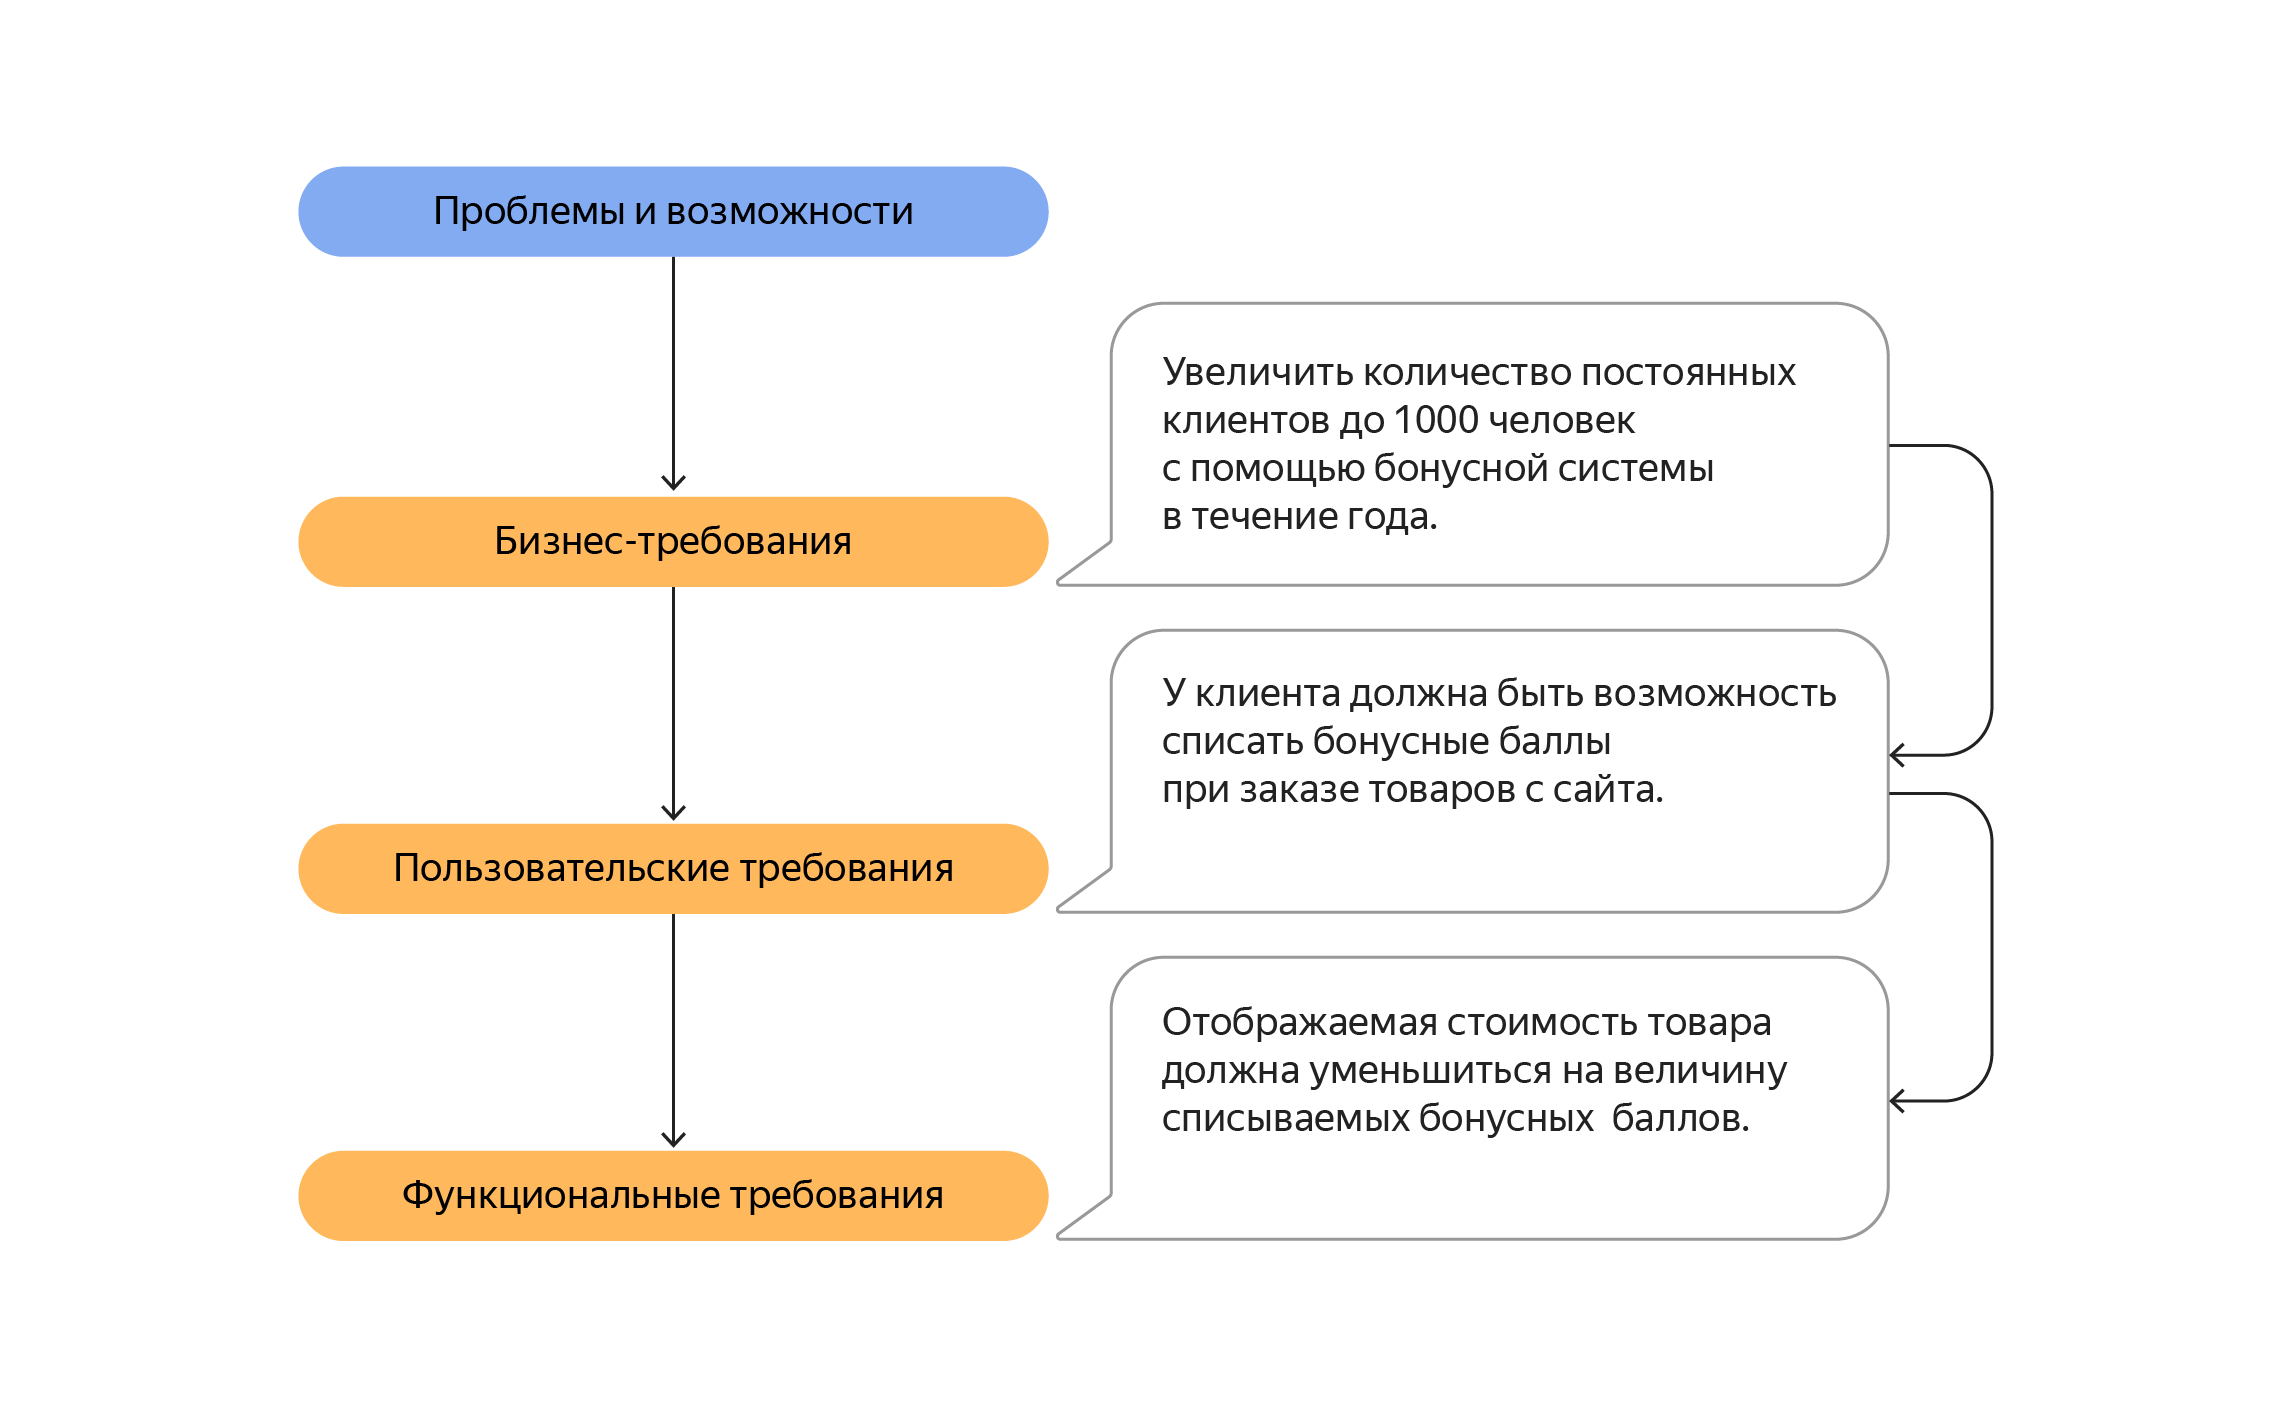 Проблемы и возможности
Бизнес-требования
Увеличить количество постоянных
клиентов до 1000 человек
с помощью бонусной системы
в течение года.
Пользовательские требования
У клиента должна быть возможность
списать бонусные баллы
при заказе товаров с сайта.
Функциональные требования
Отображаемая стоимость товара
должна уменьшиться на величину
списываемых бонусных  баллов.